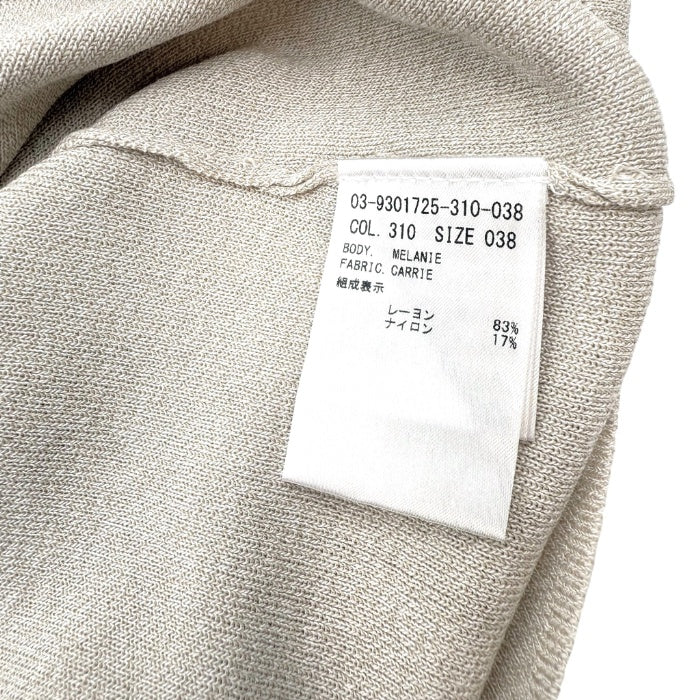 03-9301725-310-038
COL. 310 SIZE 038
BODY. MELANIE
FABRIC. CARRIE
組成表示
レーヨン 83%
ナイロン 17%